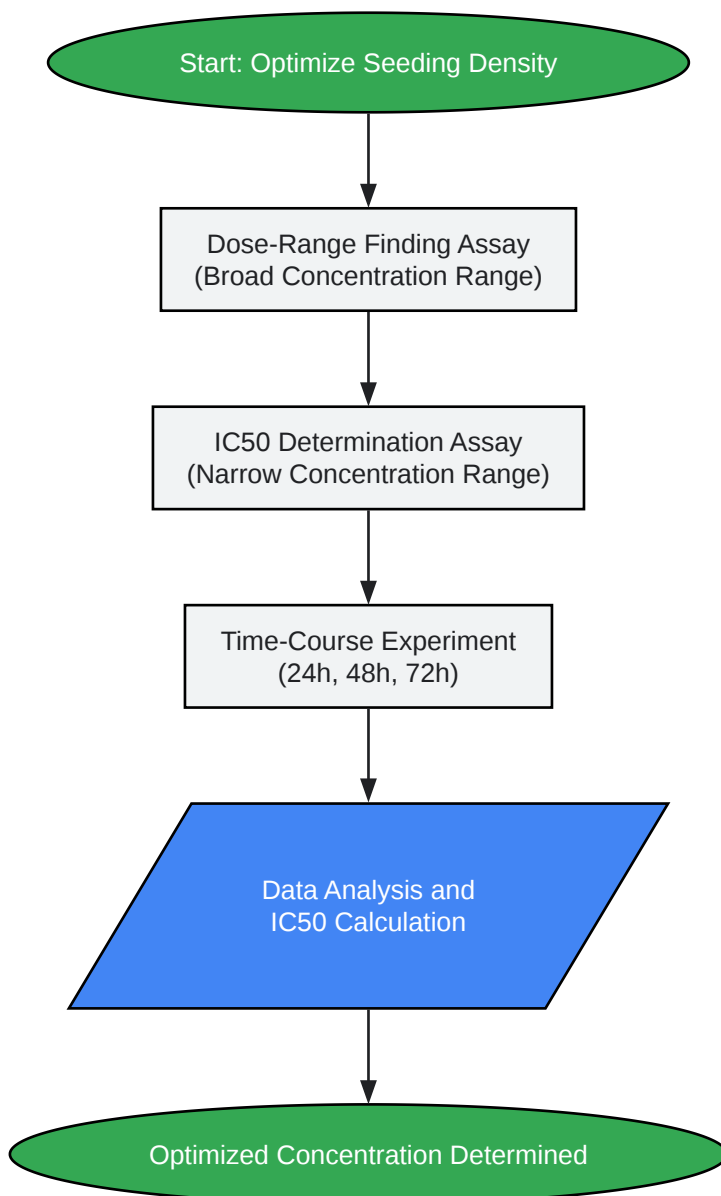 Start: Optimize Seeding Density
Dose-Range Finding Assay
(Broad Concentration Range)
IC50 Determination Assay
(Narrow Concentration Range)
Time-Course Experiment
(24h, 48h, 72h)
Data Analysis and
IC50 Calculation
Optimized Concentration Determined